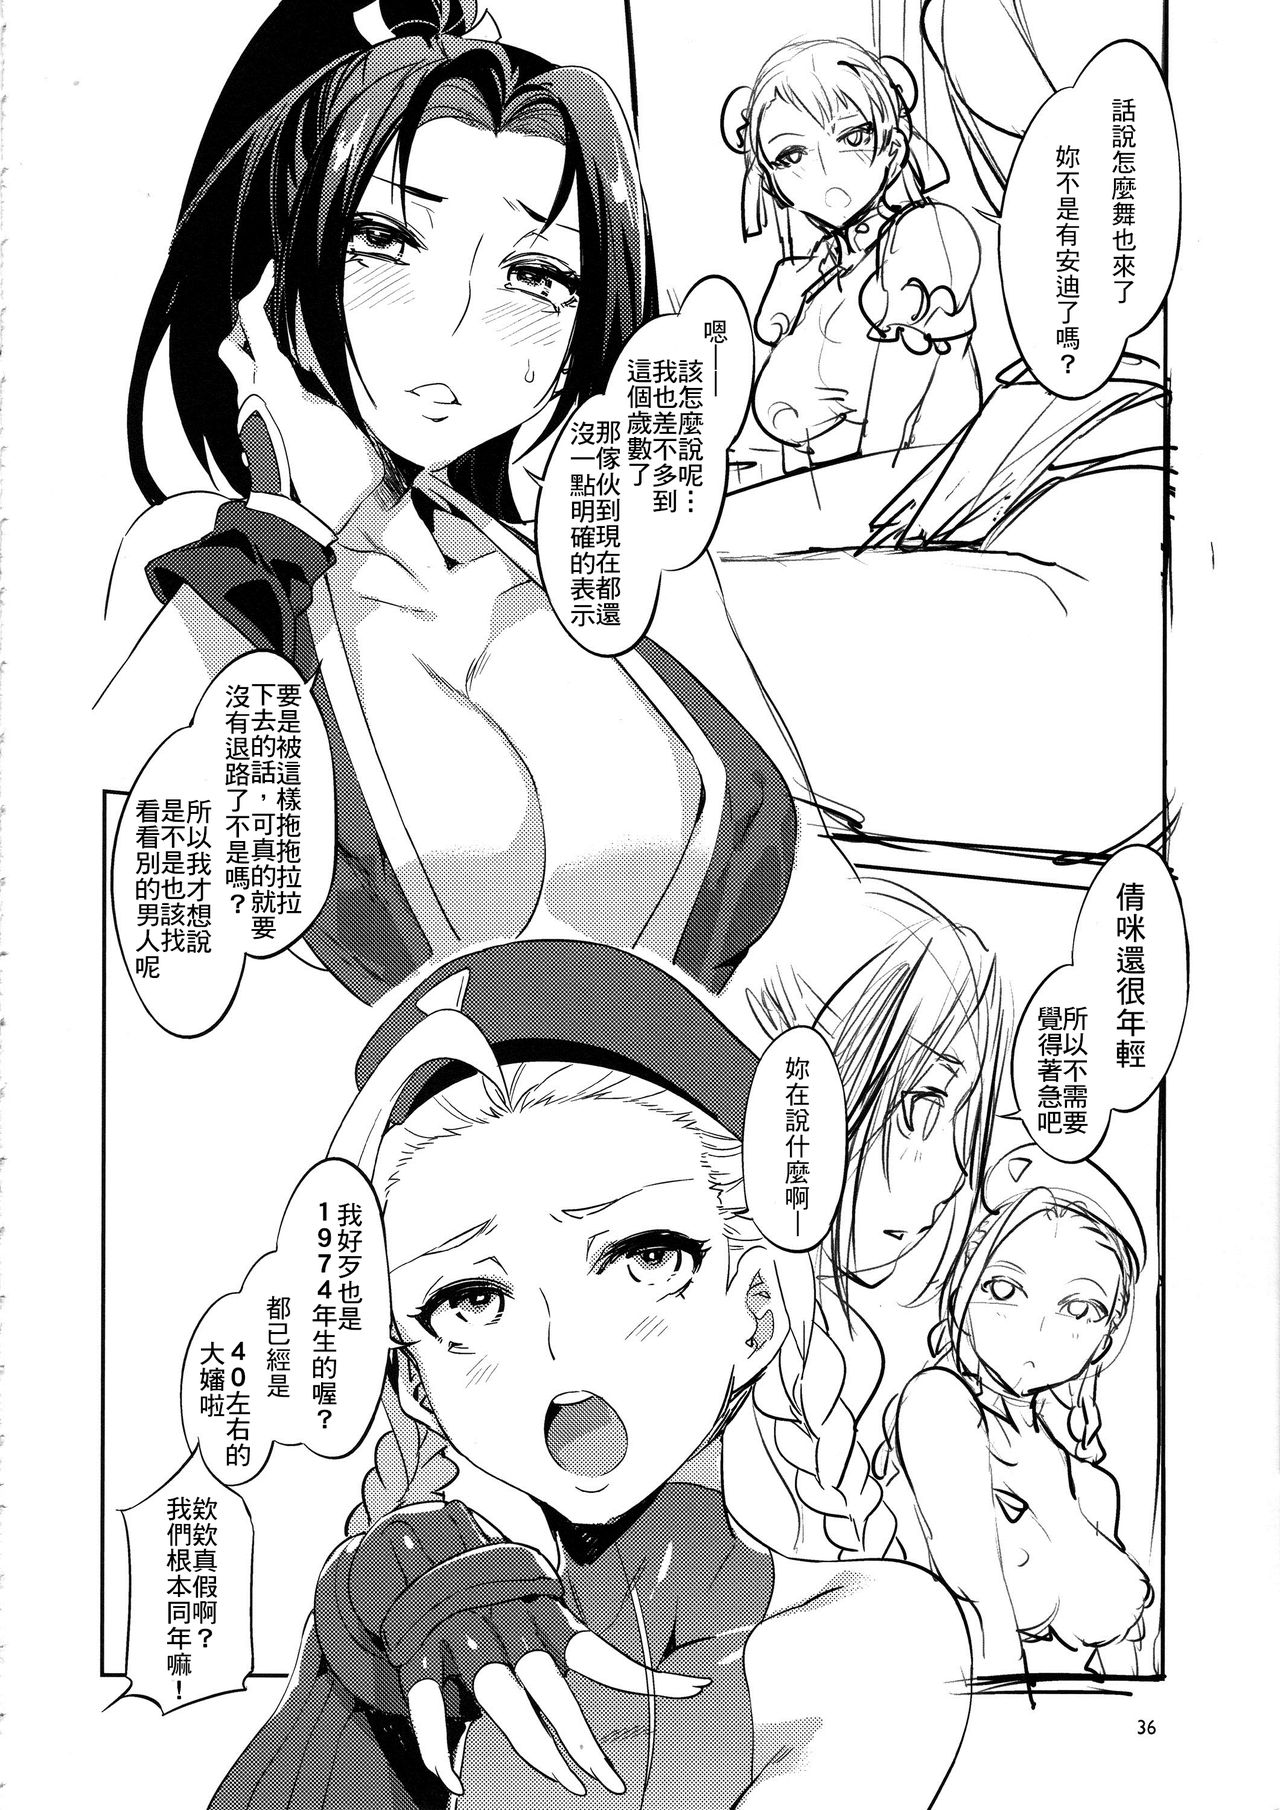 話說怎麼舞也來了
妳不是有安迪了嗎？
嗯——
該怎麼說呢…
我也差不多到
這個歲數了
那傢伙到現在都還
沒一點明確的表示
要是被這樣拖拖拉拉
下去的話，可真的就要
沒有退路了不是嗎？
所以我才想說
是不是也該找
看看別的男人呢
倩咪還很年輕
所以不需要
覺得著急吧
妳在說什麼啊—
我好歹也是
1974年生的喔？
都已經是
40左右的
大嬸啦
欸欸真假啊？
我們根本同年嘛！
36